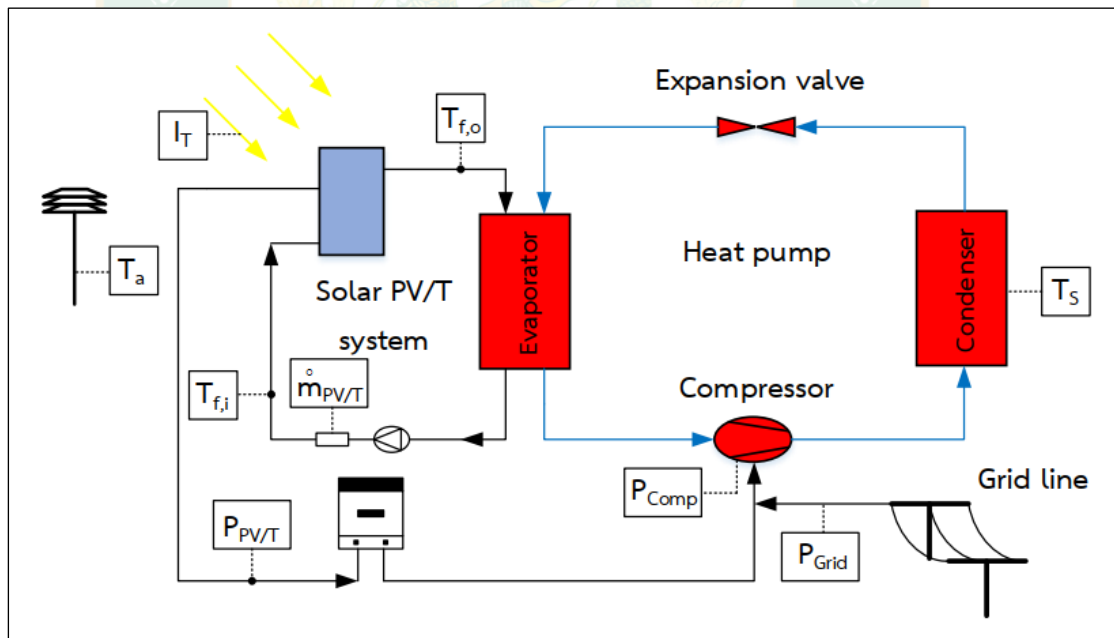 Expansion valve
T_f,o
I_T
Evaporator
Heat pump
Condenser
T_a
T_S
Solar PV/T
system
T_f,i
ṁ_PV/T
Compressor
P_Comp
Grid line
P_PV/T
P_Grid